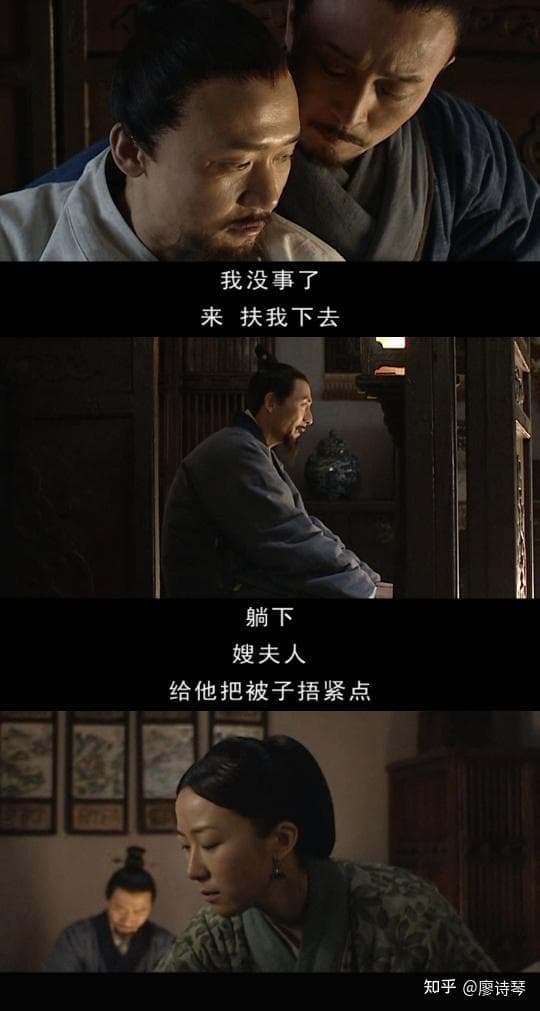 我没事了
来 扶我下去
躺下
嫂夫人
给他把被子捂紧点
知乎 @廖诗琴